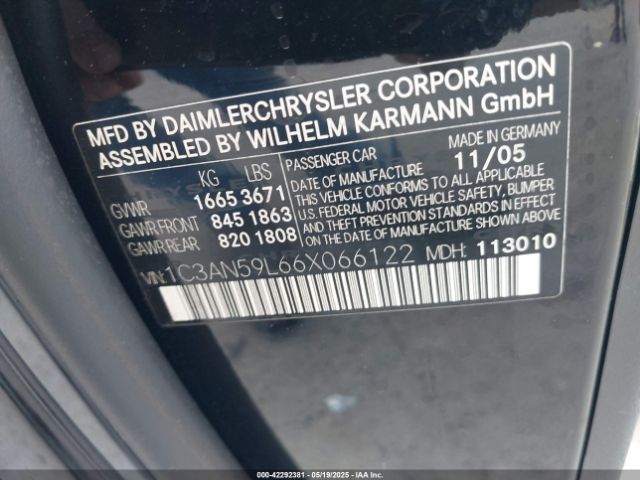 MFD BY DAIMLERCHRYSLER CORPORATION
ASSEMBLED BY WILHELM KARMANN GmbH
KG LBS
GVWR 1665 3671
GAWR FRONT 845 1863
GAWR REAR 820 1808
PASSENGER CAR MADE IN GERMANY
DATE OF MANUFACTURE 11/05
THIS VEHICLE CONFORMS TO ALL APPLICABLE
U.S. FEDERAL MOTOR VEHICLE SAFETY, BUMPER
AND THEFT PREVENTION STANDARDS IN EFFECT
ON THE DATE OF MANUFACTURE SHOWN ABOVE
VIN: 1C3AN59L66X066122 MDH: 113010
000-42292381 - 05/19/2025 - IAAI.COM